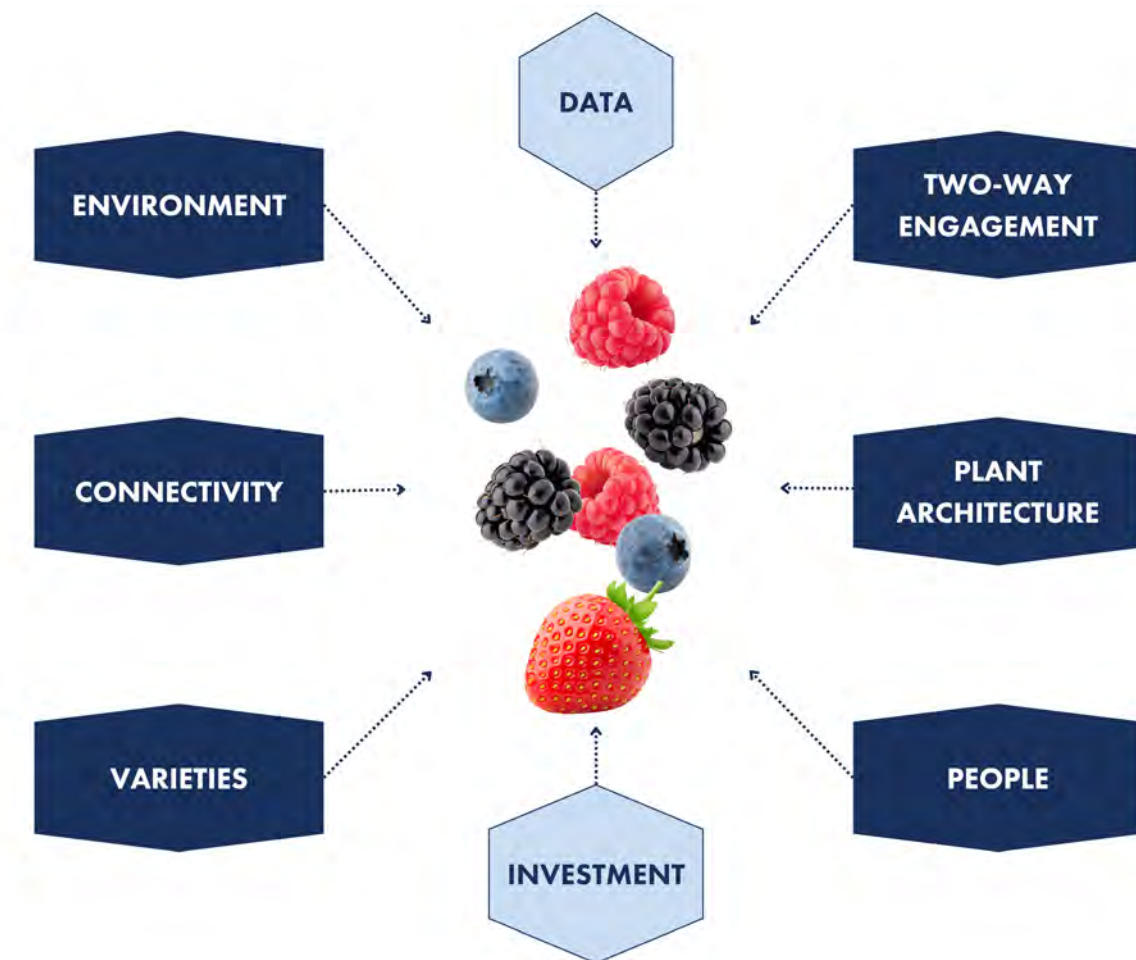 DATA
ENVIRONMENT
TWO-WAY
ENGAGEMENT
CONNECTIVITY
PLANT
ARCHITECTURE
VARIETIES
PEOPLE
INVESTMENT